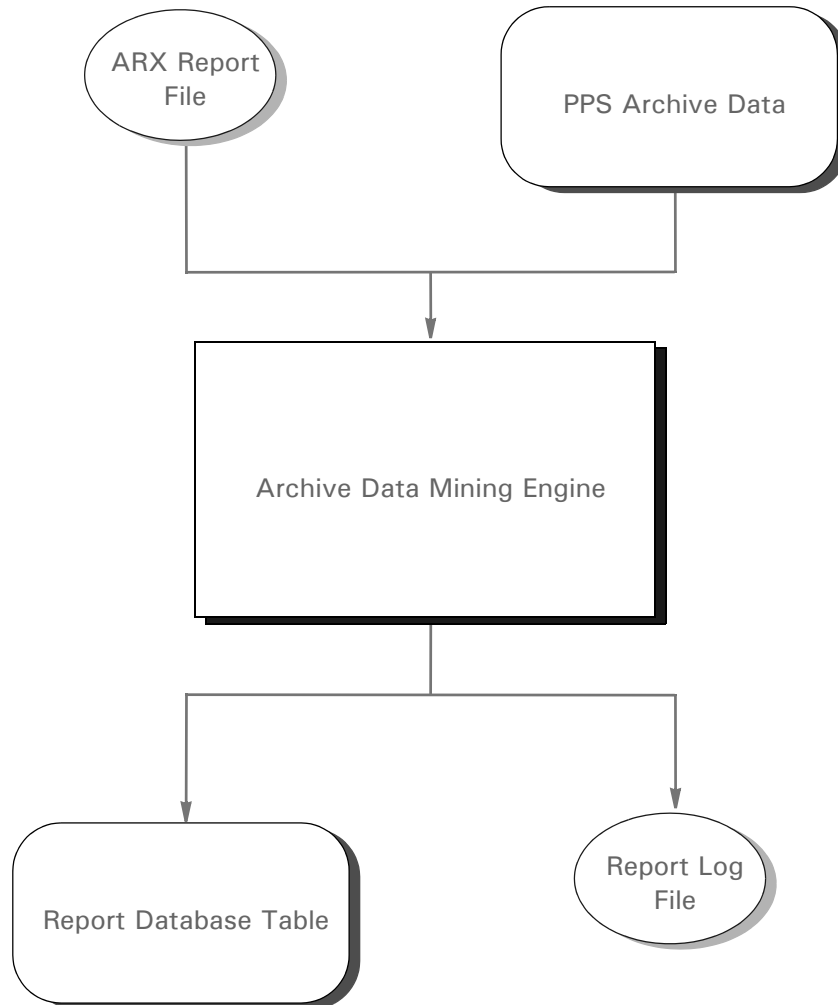 ARX Report
File
PPS Archive Data
Archive Data Mining Engine
Report Database Table
Report Log
File